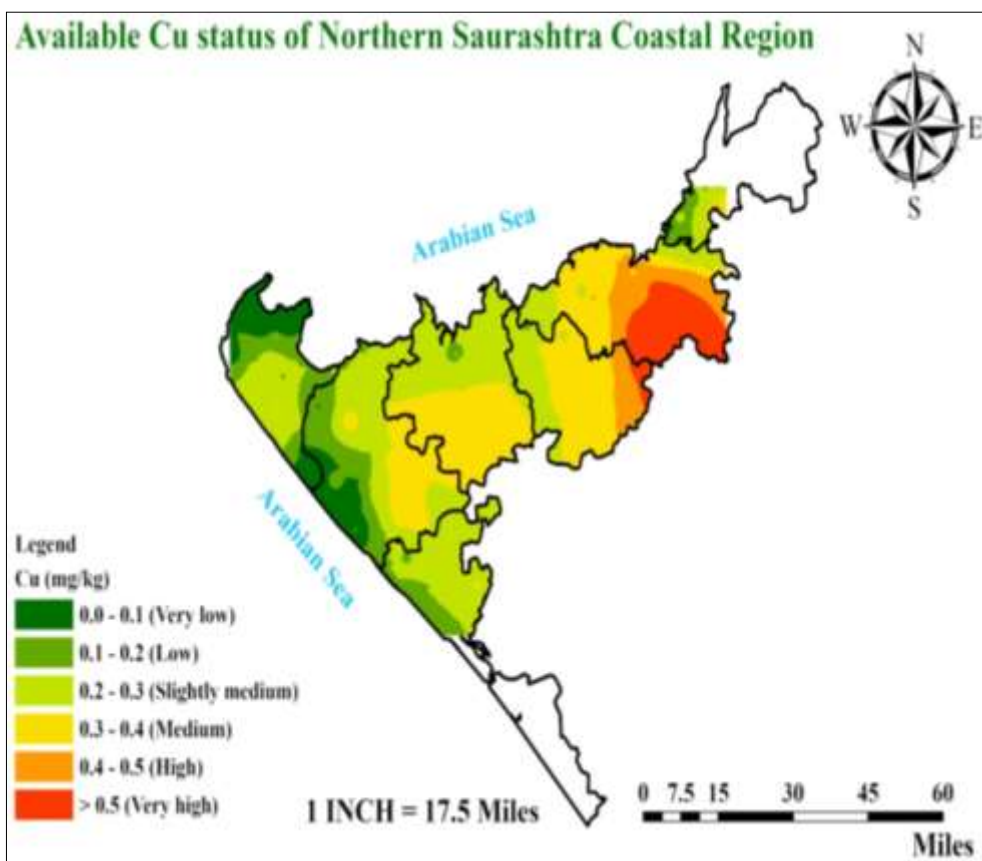 Available Cu status of Northern Saurashtra Coastal Region
N
W
E
S
Arabian Sea
Arabian Sea
Legend
Cu (mg/kg)
0.0 - 0.1 (Very low)
0.1 - 0.2 (Low)
0.2 - 0.3 (Slightly medium)
0.3 - 0.4 (Medium)
0.4 - 0.5 (High)
> 0.5 (Very high)
1 INCH = 17.5 Miles
0 7.5 15 30 45 60
Miles